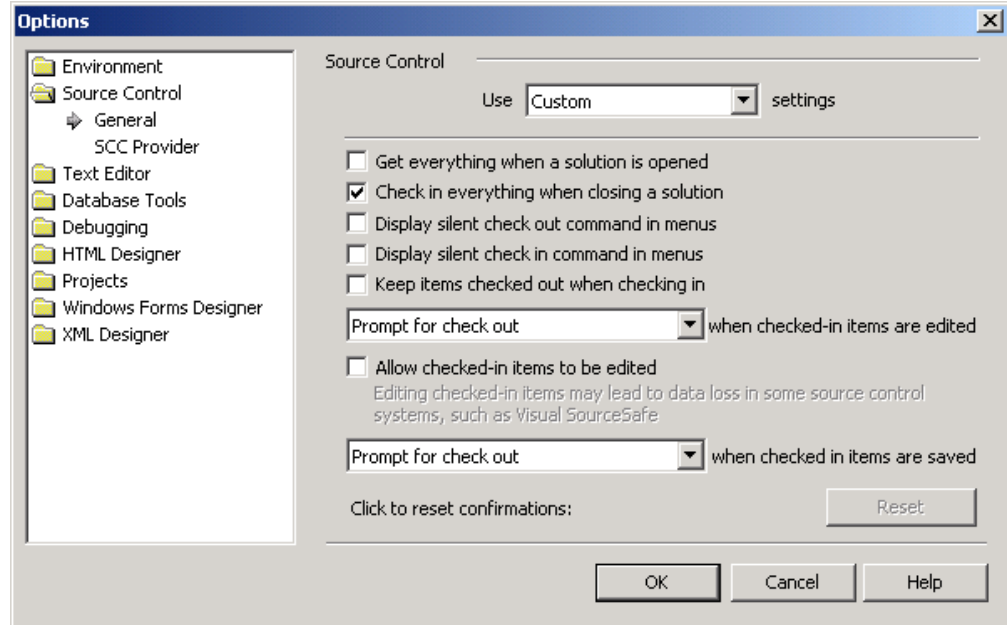 Options
Environment
Source Control
General
SCC Provider
Text Editor
Database Tools
Debugging
HTML Designer
Projects
Windows Forms Designer
XML Designer
Source Control
Use Custom settings
Get everything when a solution is opened
Check in everything when closing a solution
Display silent check out command in menus
Display silent check in command in menus
Keep items checked out when checking in
Prompt for check out when checked-in items are edited
Allow checked-in items to be edited
Editing checked-in items may lead to data loss in some source control
systems, such as Visual SourceSafe
Prompt for check out when checked in items are saved
Click to reset confirmations: Reset
OK Cancel Help